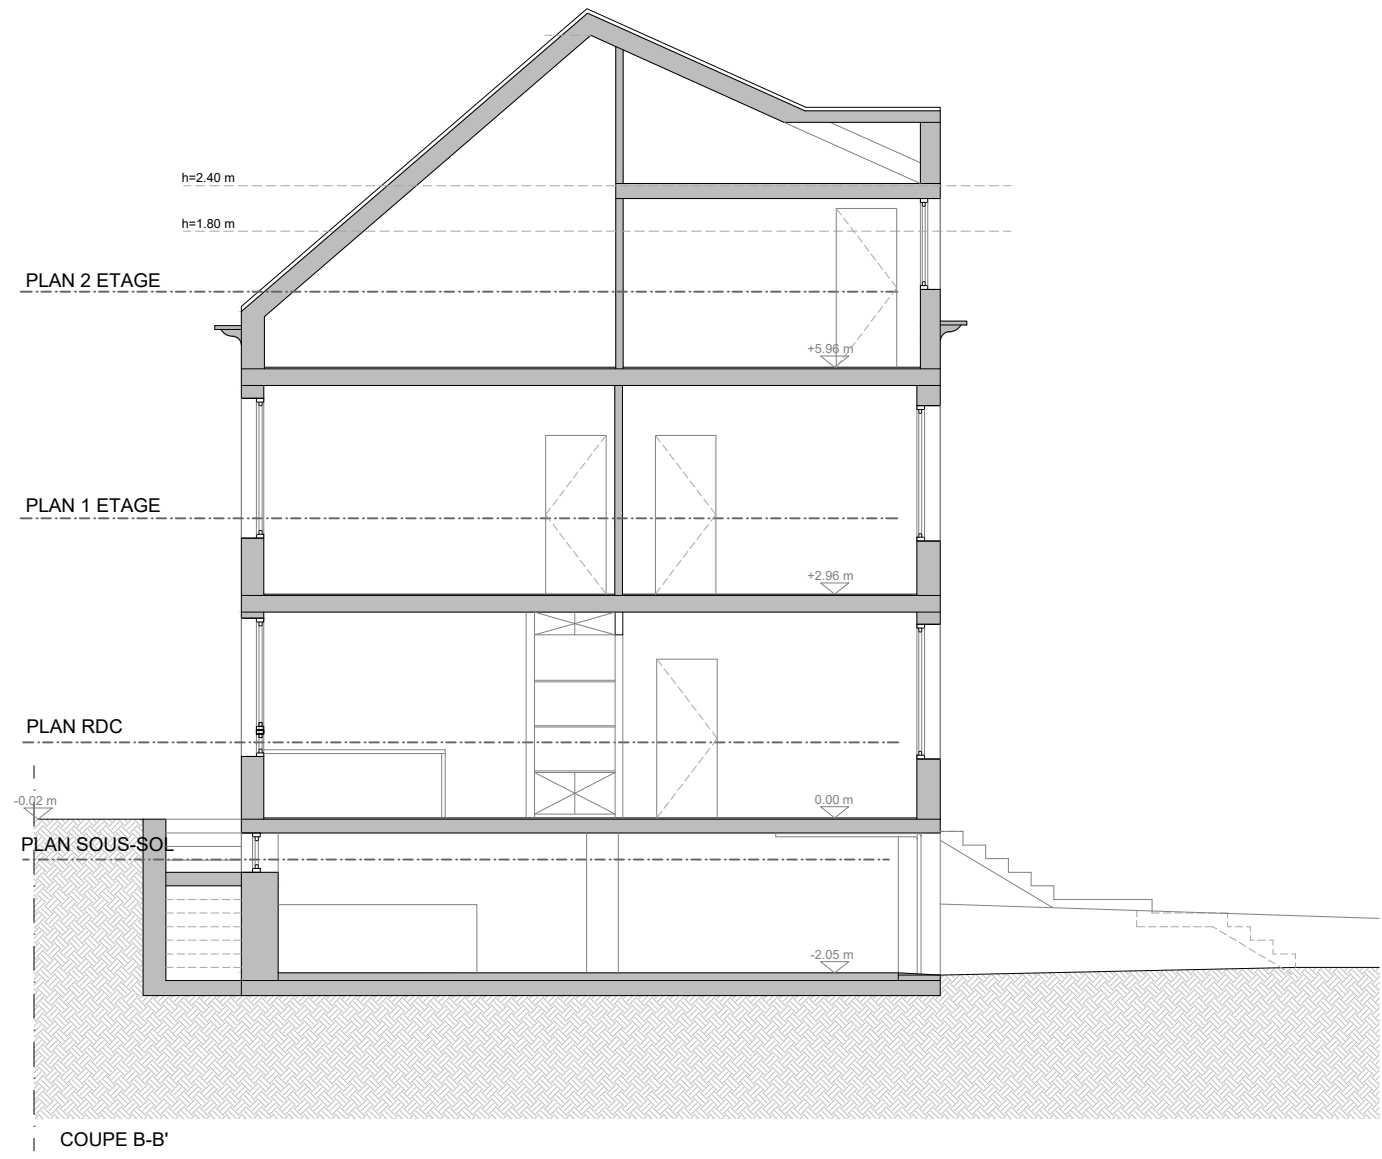 h=2.40 m
h=1.80 m
PLAN 2 ETAGE
+5.96 m
PLAN 1 ETAGE
+2.96 m
PLAN RDC
-0.02 m
0.00 m
PLAN SOUS-SOL
-2.05 m
COUPE B-B'